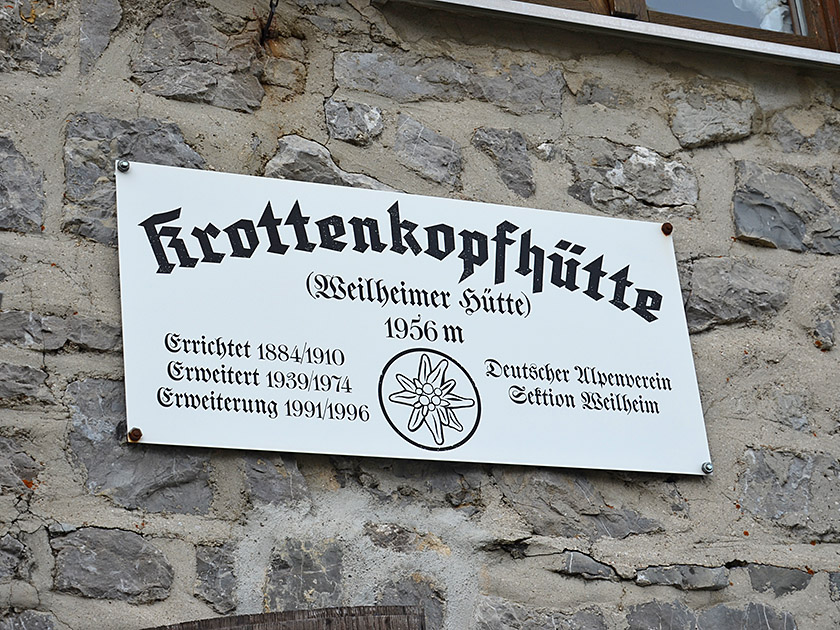 Krottenkopfhütte
(Weilheimer Hütte)
1956 m
Errichtet 1884/1910
Erweitert 1939/1974
Erweiterung 1991/1996
Deutscher Alpenverein
Sektion Weilheim